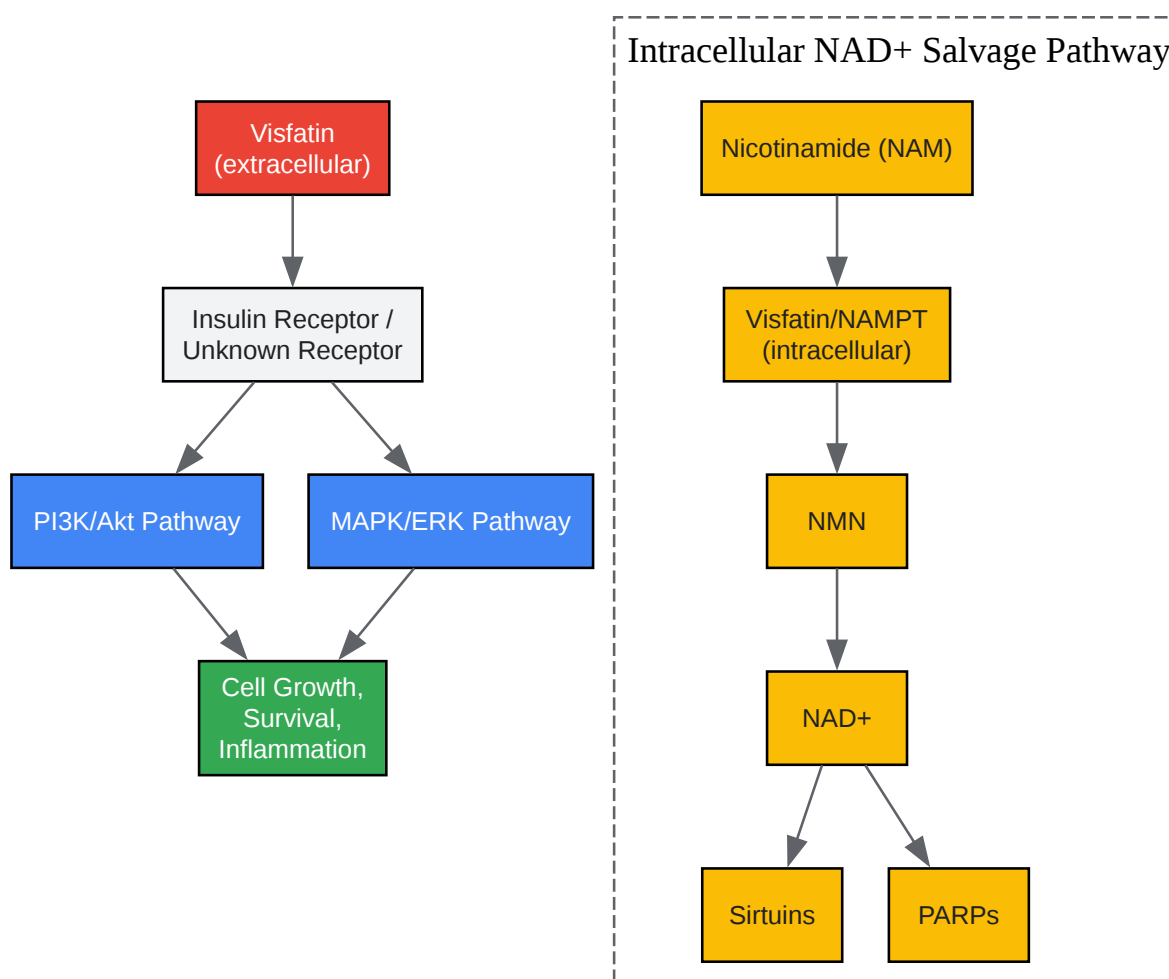 Intracellular NAD+ Salvage Pathway
Visfatin
(extracellular)
Insulin Receptor /
Unknown Receptor
PI3K/Akt Pathway
MAPK/ERK Pathway
Cell Growth,
Survival,
Inflammation
Nicotinamide (NAM)
Visfatin/NAMPT
(intracellular)
NMN
NAD+
Sirtuins
PARPs